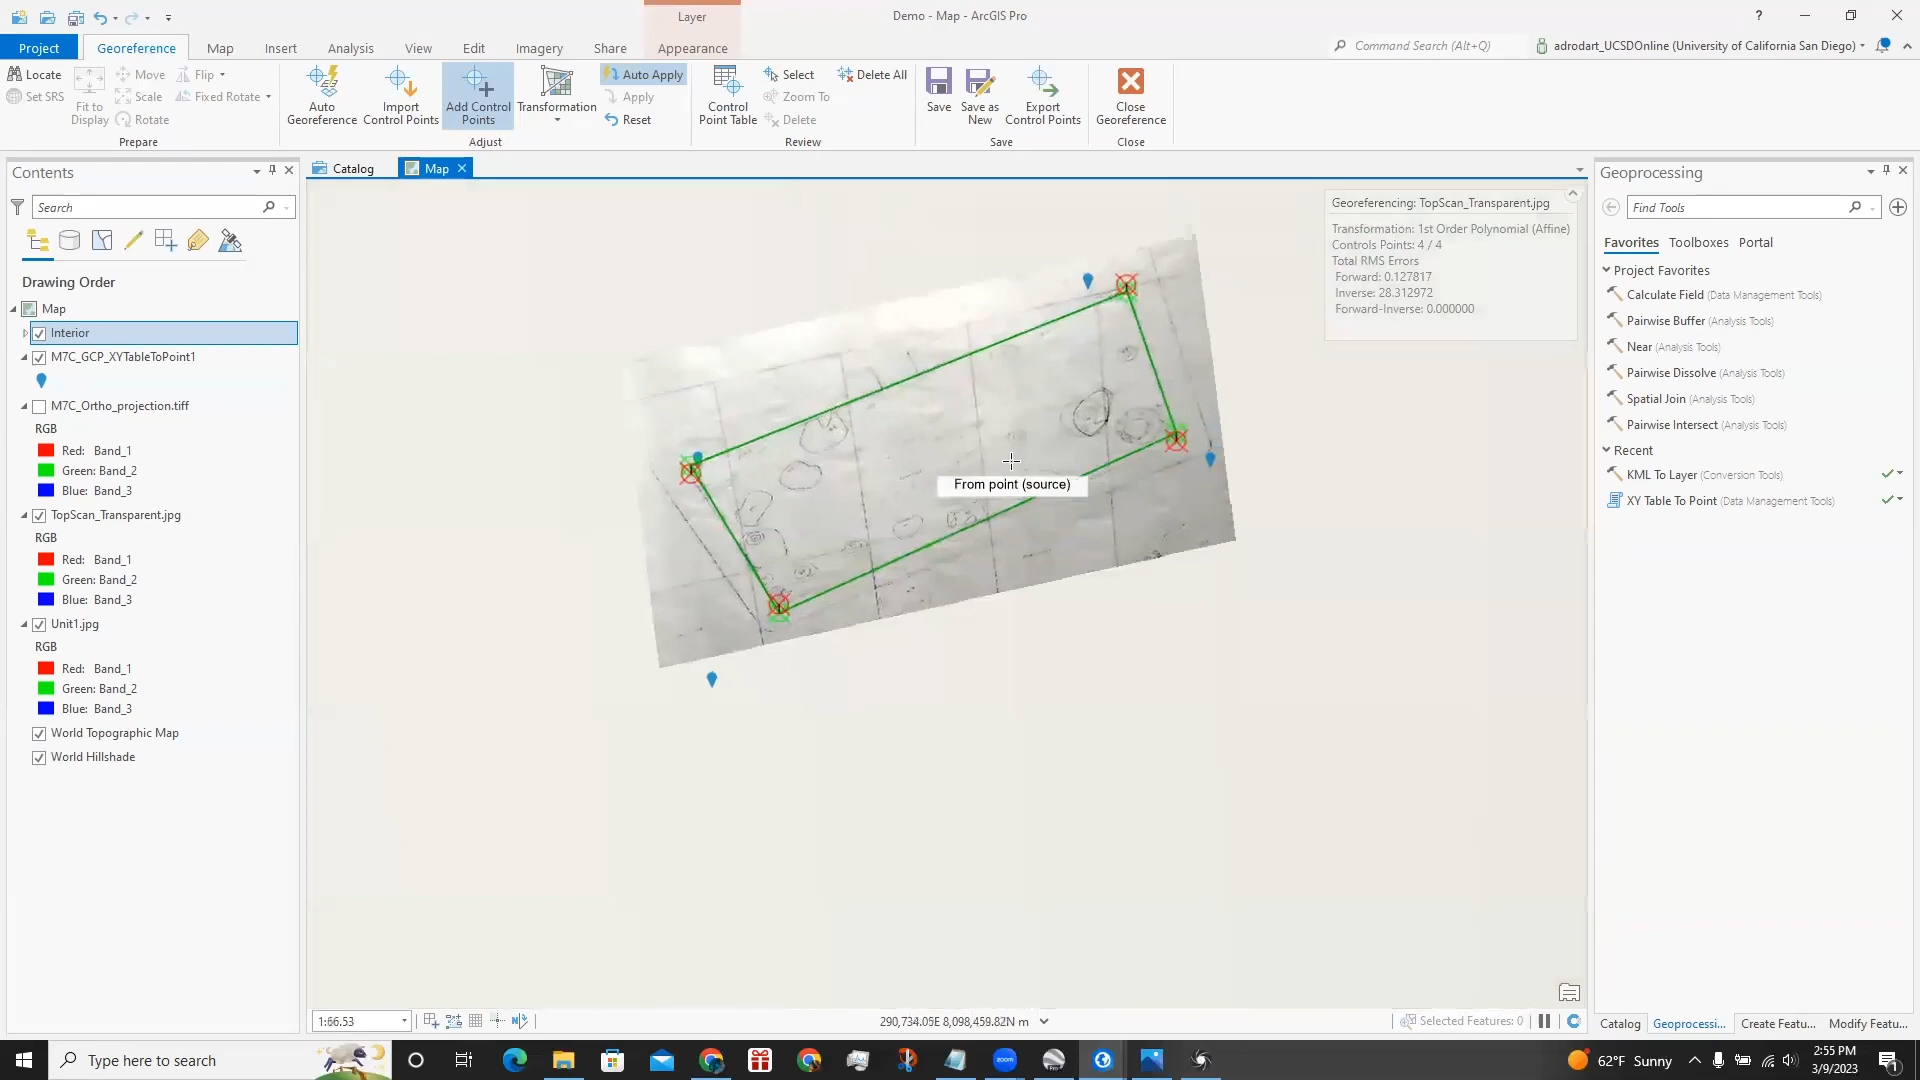 Demo - Map - ArcGIS Pro
Layer
?
Project
Georeference
Map
Insert
Analysis
View
Edit
Imagery
Share
Appearance
Command Search (Alt+Q)
adrodart_UCSDOnline (University of California San Diego)
Locate
Set SRS
Fit to Display
Move
Scale
Rotate
Flip
Fixed Rotate
Prepare
Auto Georeference
Import Control Points
Add Control Points
Transformation
Auto Apply
Apply
Reset
Adjust
Control Point Table
Select
Zoom To
Delete
Delete All
Review
Save
Save as New
Export Control Points
Save
Close Georeference
Close
Contents
Search
Drawing Order
Map
Interior
M7C_GCP_XYTableToPoint1
M7C_Ortho_projection.tiff
RGB
Red: Band_1
Green: Band_2
Blue: Band_3
TopScan_Transparent.jpg
RGB
Red: Band_1
Green: Band_2
Blue: Band_3
Unit1.jpg
RGB
Red: Band_1
Green: Band_2
Blue: Band_3
World Topographic Map
World Hillshade
Catalog
Map
Georeferencing: TopScan_Transparent.jpg
Transformation: 1st Order Polynomial (Affine)
Controls Points: 4 / 4
Total RMS Errors
Forward: 0.127817
Inverse: 28.312972
Forward-Inverse: 0.000000
From point (source)
1:66.53
290,734.05E 8,098,459.82N m
Selected Features: 0
Geoprocessing
Find Tools
Favorites
Toolboxes
Portal
Project Favorites
Calculate Field (Data Management Tools)
Pairwise Buffer (Analysis Tools)
Near (Analysis Tools)
Pairwise Dissolve (Analysis Tools)
Spatial Join (Analysis Tools)
Pairwise Intersect (Analysis Tools)
Recent
KML To Layer (Conversion Tools)
XY Table To Point (Data Management Tools)
Catalog
Geoprocessi...
Create Featu...
Modify Featu...
Type here to search
zoom
62°F Sunny
2:55 PM
3/9/2023
1